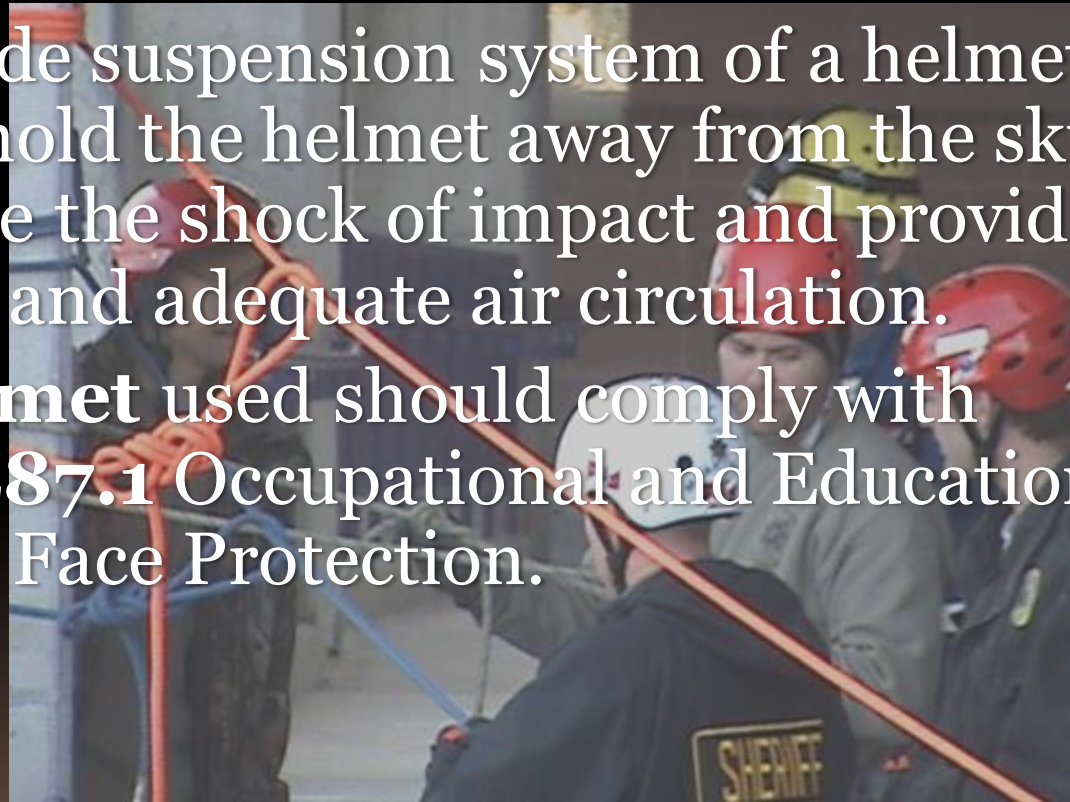 de suspension system of a helmet
hold the helmet away from the sk
e the shock of impact and provid
and adequate air circulation.
met used should comply with
87.1 Occupational and Education
Face Protection.
SHERIFF